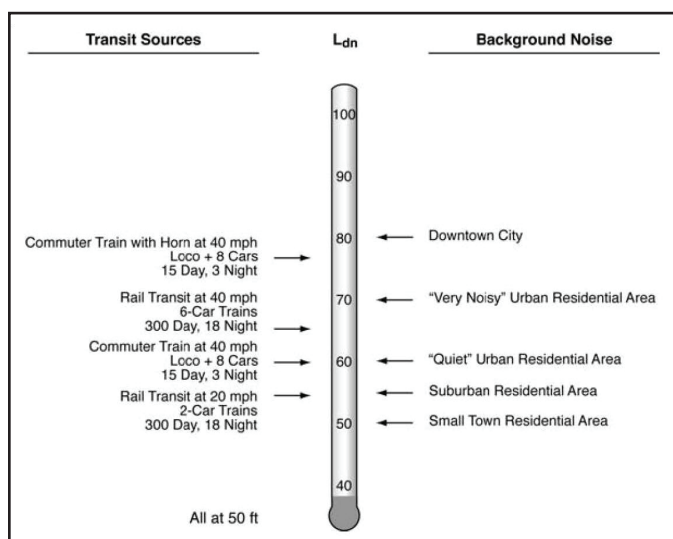 Transit Sources
Commuter Train with Horn at 40 mph
Loco + 8 Cars
15 Day, 3 Night
Rail Transit at 40 mph
6-Car Trains
300 Day, 18 Night
Commuter Train at 40 mph
Loco + 8 Cars
15 Day, 3 Night
Rail Transit at 20 mph
2-Car Trains
300 Day, 18 Night
All at 50 ft
Ldn
100
90
80
70
60
50
40
Background Noise
Downtown City
“Very Noisy” Urban Residential Area
“Quiet” Urban Residential Area
Suburban Residential Area
Small Town Residential Area